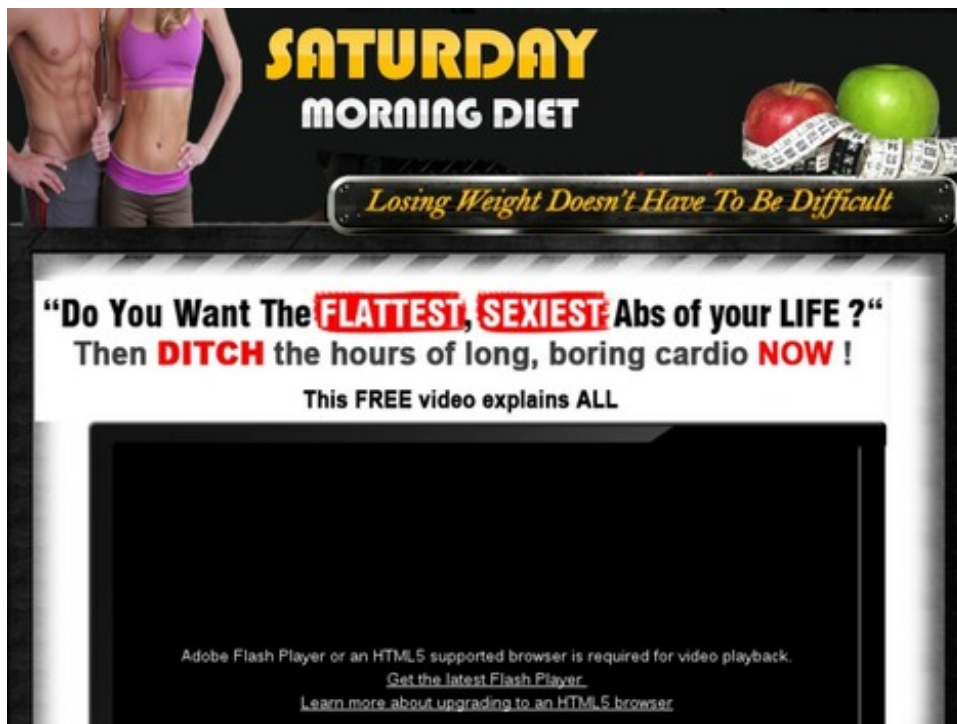 SATURDAY
MORNING DIET
Losing Weight Doesn't Have To Be Difficult
“Do You Want The FLATTEST, SEXIEST Abs of your LIFE ?“
Then DITCH the hours of long, boring cardio NOW !
This FREE video explains ALL
Adobe Flash Player or an HTML5 supported browser is required for video playback.
Get the latest Flash Player
Learn more about upgrading to an HTML5 browser